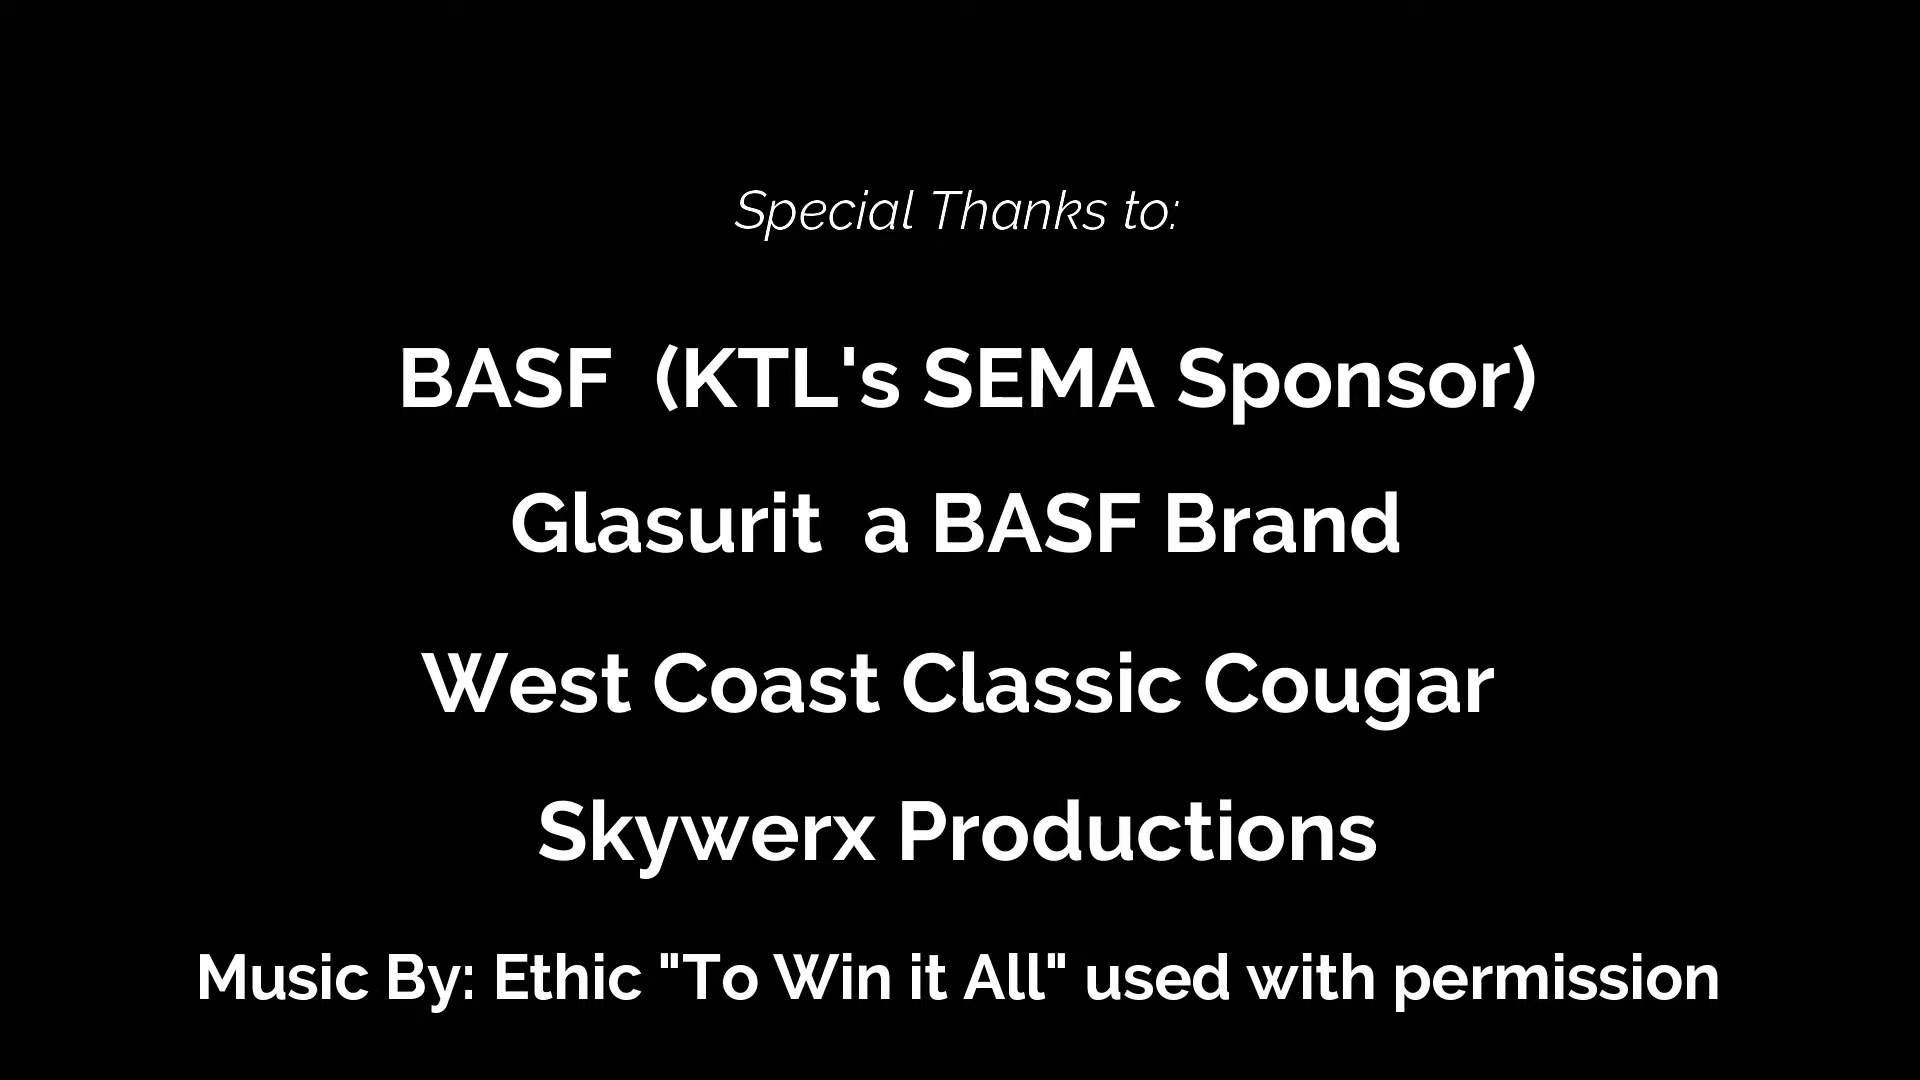 Special Thanks to:
BASF  (KTL's SEMA Sponsor)
Glasurit  a BASF Brand
West Coast Classic Cougar
Skywerx Productions
Music By: Ethic "To Win it All" used with permission